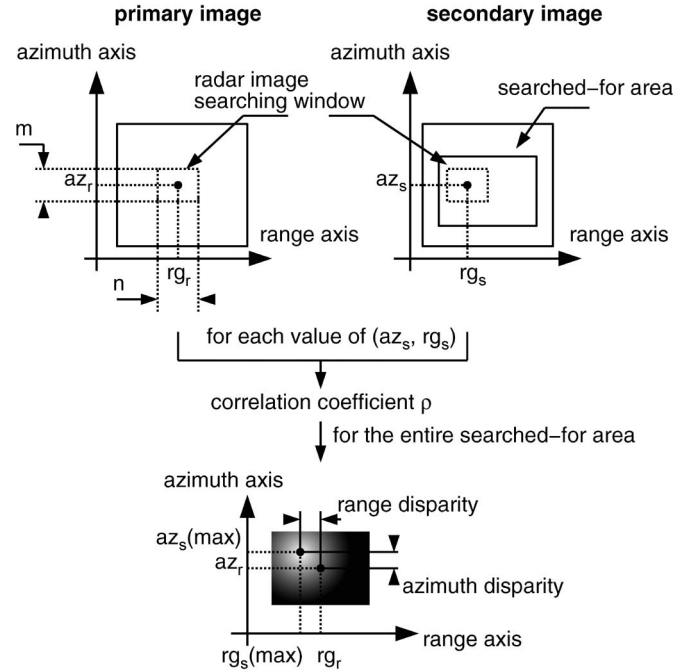 primary image
secondary image
azimuth axis
azimuth axis
radar image
searching window
searched–for area
m
az_r
az_s
range axis
range axis
rg_r
rg_s
n
for each value of (az_s, rg_s)
correlation coefficient ρ
for the entire searched–for area
azimuth axis
range disparity
az_s(max)
az_r
azimuth disparity
range axis
rg_s(max) rg_r